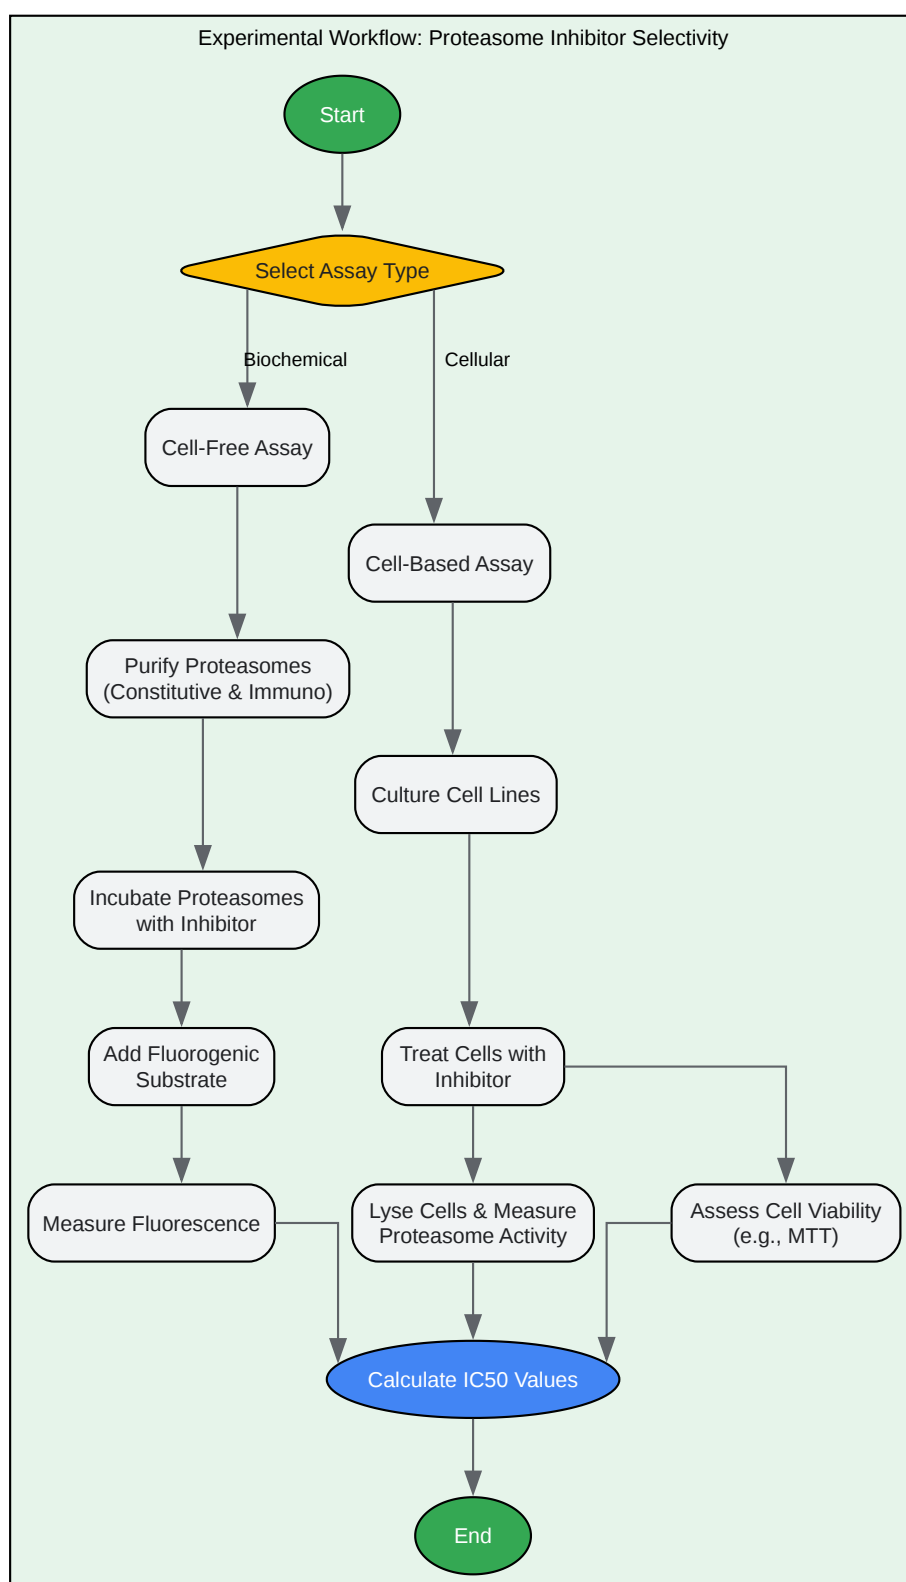 Experimental Workflow: Proteasome Inhibitor Selectivity
Start
Select Assay Type
Biochemical
Cellular
Cell-Free Assay
Cell-Based Assay
Purify Proteasomes
(Constitutive & Immuno)
Culture Cell Lines
Incubate Proteasomes
with Inhibitor
Add Fluorogenic
Substrate
Treat Cells with
Inhibitor
Measure Fluorescence
Lyse Cells & Measure
Proteasome Activity
Assess Cell Viability
(e.g., MTT)
Calculate IC50 Values
End